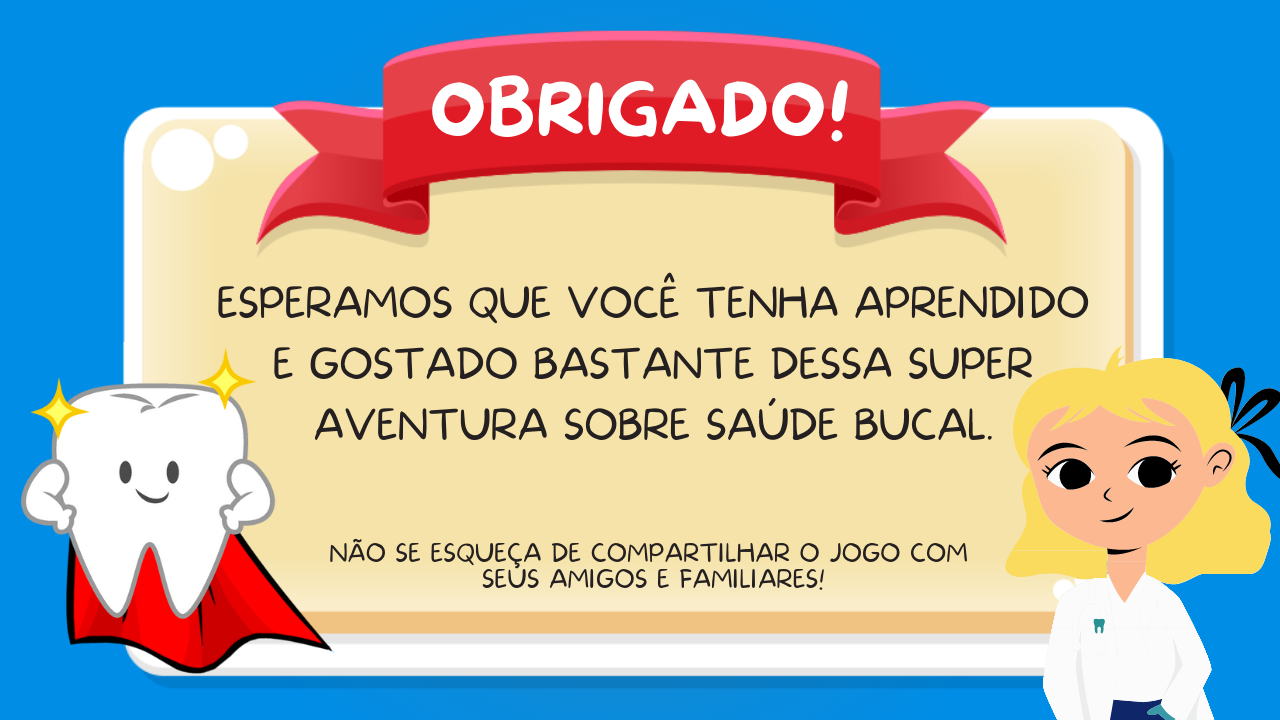 OBRIGADO!
ESPERAMOS QUE VOCÊ TENHA APRENDIDO
E GOSTADO BASTANTE DESSA SUPER
AVENTURA SOBRE SAÚDE BUCAL.
NÃO SE ESQUEÇA DE COMPARTILHAR O JOGO COM
SEUS AMIGOS E FAMILIARES!